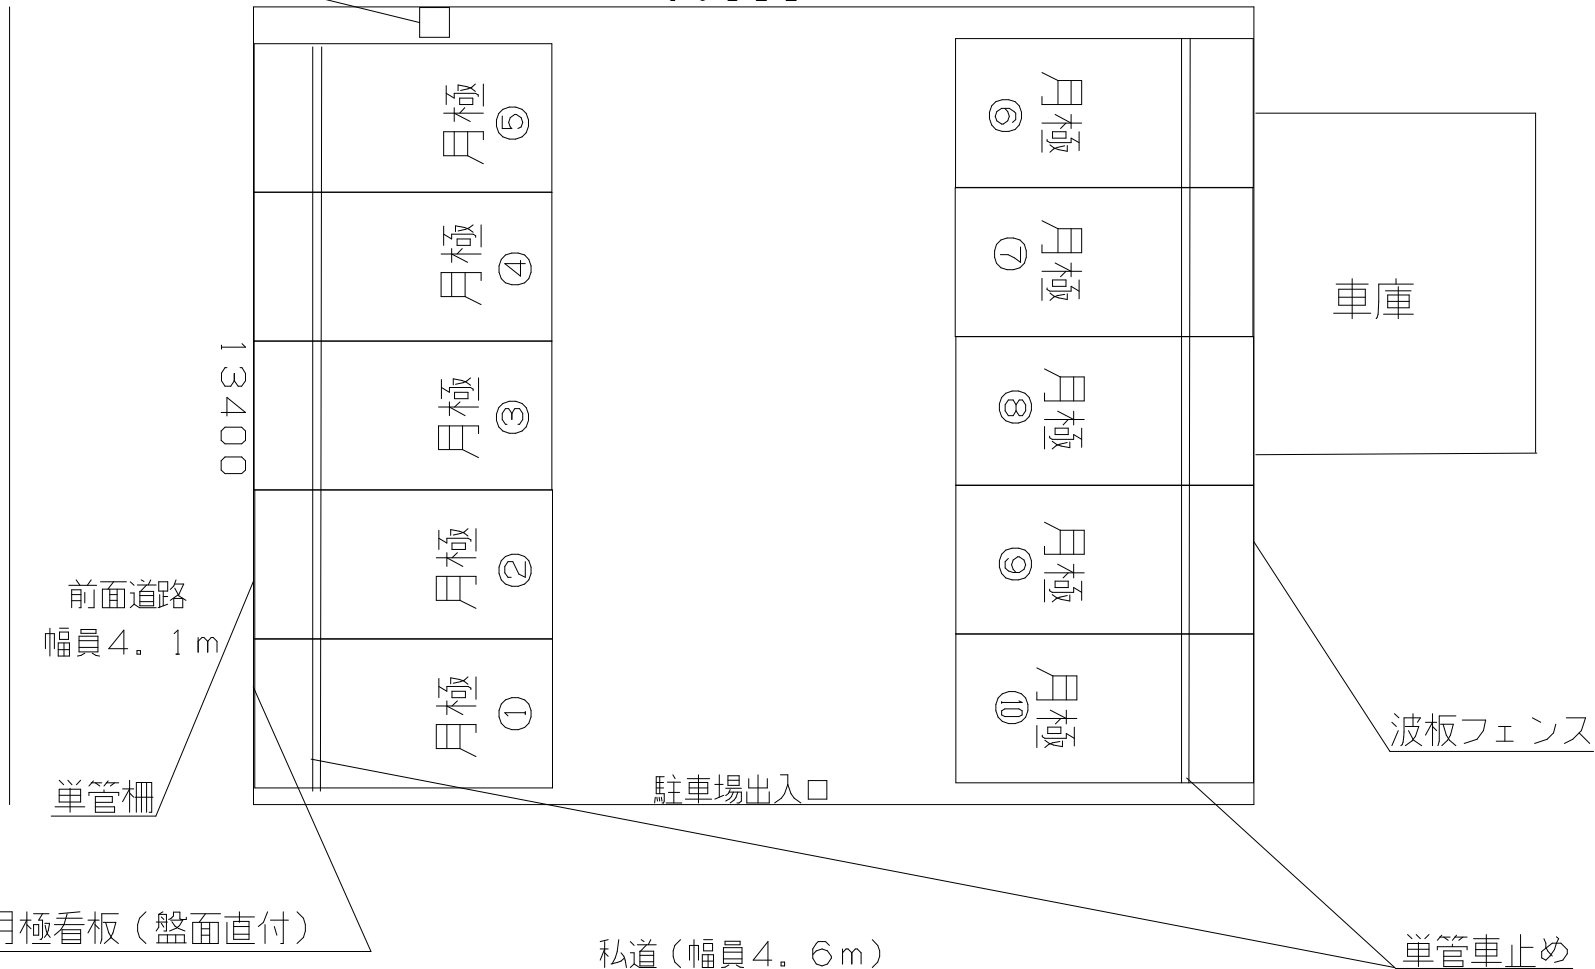 月極 ⑤
月極 ⑥
月極 ④
月極 ⑦
車庫
13400
月極 ③
月極 ⑧
月極 ②
月極 ⑨
前面道路
幅員4.1m
月極 ①
月極 ⑩
波板フェンス
単管柵
駐車場出入口
月極看板(盤面直付)
私道(幅員4.6m)
単管車止め